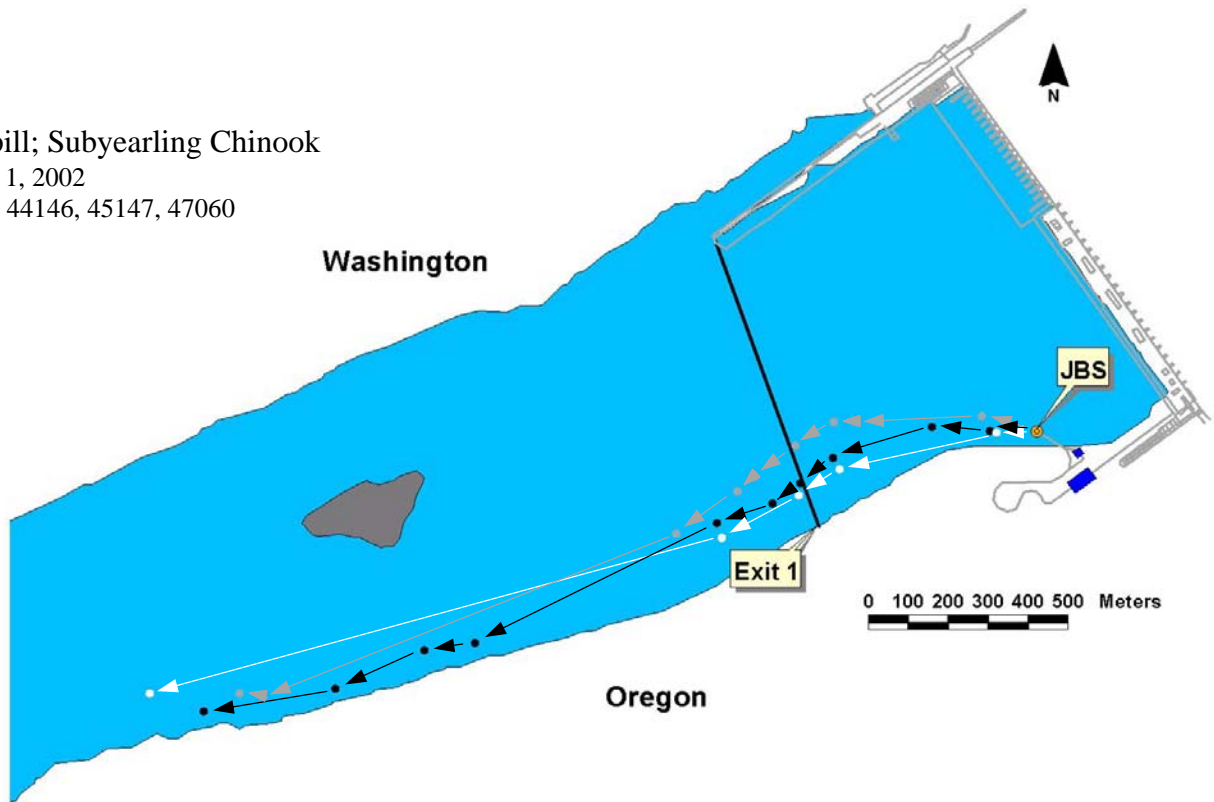 pill; Subyearling Chinook
1, 2002
44146, 45147, 47060
N
Washington
JBS
Exit 1
0 100 200 300 400 500 Meters
Oregon